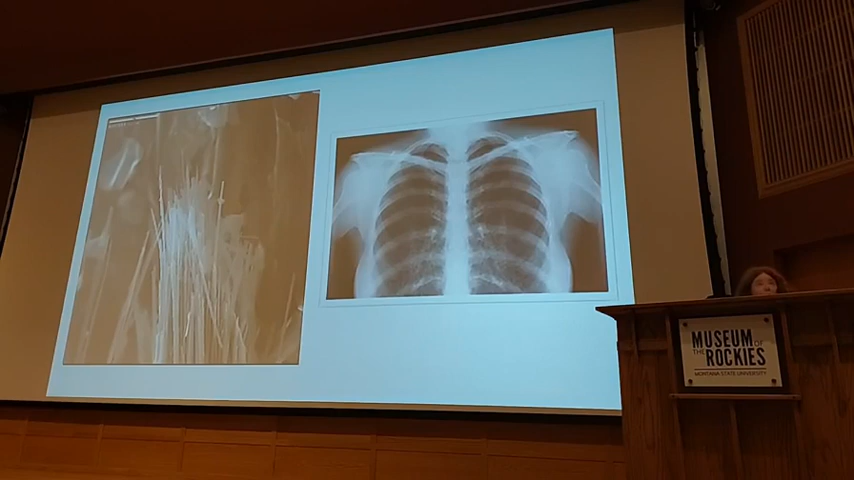 MUSEUM OF
THE ROCKIES
MONTANA STATE UNIVERSITY